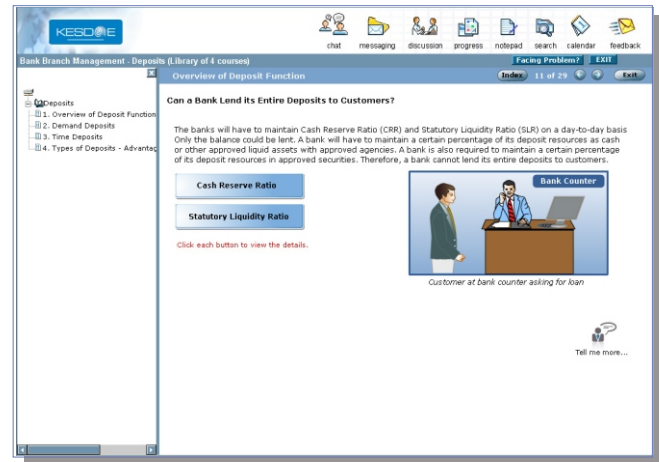 KESDEE
chat messaging discussion progress notepad search calendar feedback
Bank Branch Management - Deposits (Library of 4 courses)
Facing Problem? EXIT
Overview of Deposit Function
Index 11 of 29 Exit
Deposits
1. Overview of Deposit Function
2. Demand Deposits
3. Time Deposits
4. Types of Deposits - Advantag
Can a Bank Lend its Entire Deposits to Customers?
The banks will have to maintain Cash Reserve Ratio (CRR) and Statutory Liquidity Ratio (SLR) on a day-to-day basis
Only the balance could be lent. A bank will have to maintain a certain percentage of its deposit resources as cash
or other approved liquid assets with approved agencies. A bank is also required to maintain a certain percentage
of its deposit resources in approved securities. Therefore, a bank cannot lend its entire deposits to customers.
Cash Reserve Ratio
Statutory Liquidity Ratio
Click each button to view the details.
Bank Counter
Customer at bank counter asking for loan
Tell me more...